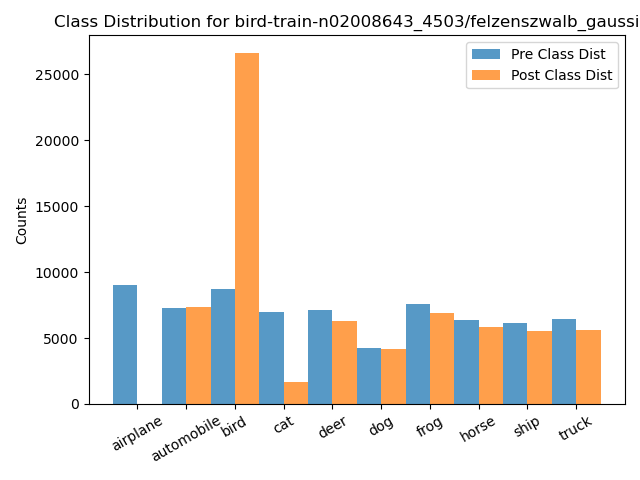 Class Distribution for bird-train-n02008643_4503/felzenszwalb_gaussi
Pre Class Dist
Post Class Dist
Counts
25000
20000
15000
10000
5000
0
airplane
automobile
bird
cat
deer
dog
frog
horse
ship
truck